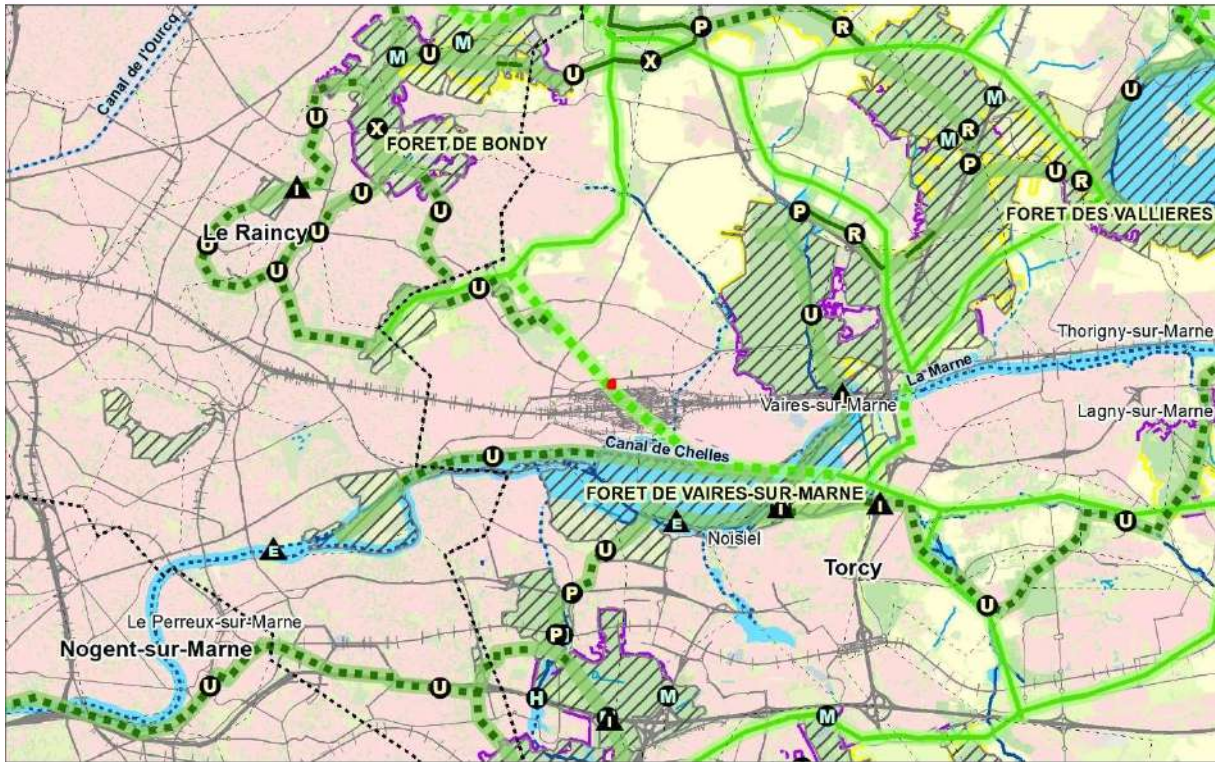 P
R
M
U
M
U
X
U
Canal de l'Ourcq
U
M
U
X
FORET DE BONDY
M
R
P
U
R
I
U
U
P
FORET DES VALLIERES
Le Raincy
U
U
R
U
U
U
Thorigny-sur-Marne
La Marne
Vaires-sur-Marne
Lagny-sur-Marne
Canal de Chelles
U
FORET DE VAIRES-SUR-MARNE
I
I
E
Noisiel
U
E
U
Torcy
P
U
Le Perreux-sur-Marne
P
Nogent-sur-Marne
U
U
H
M
I
M